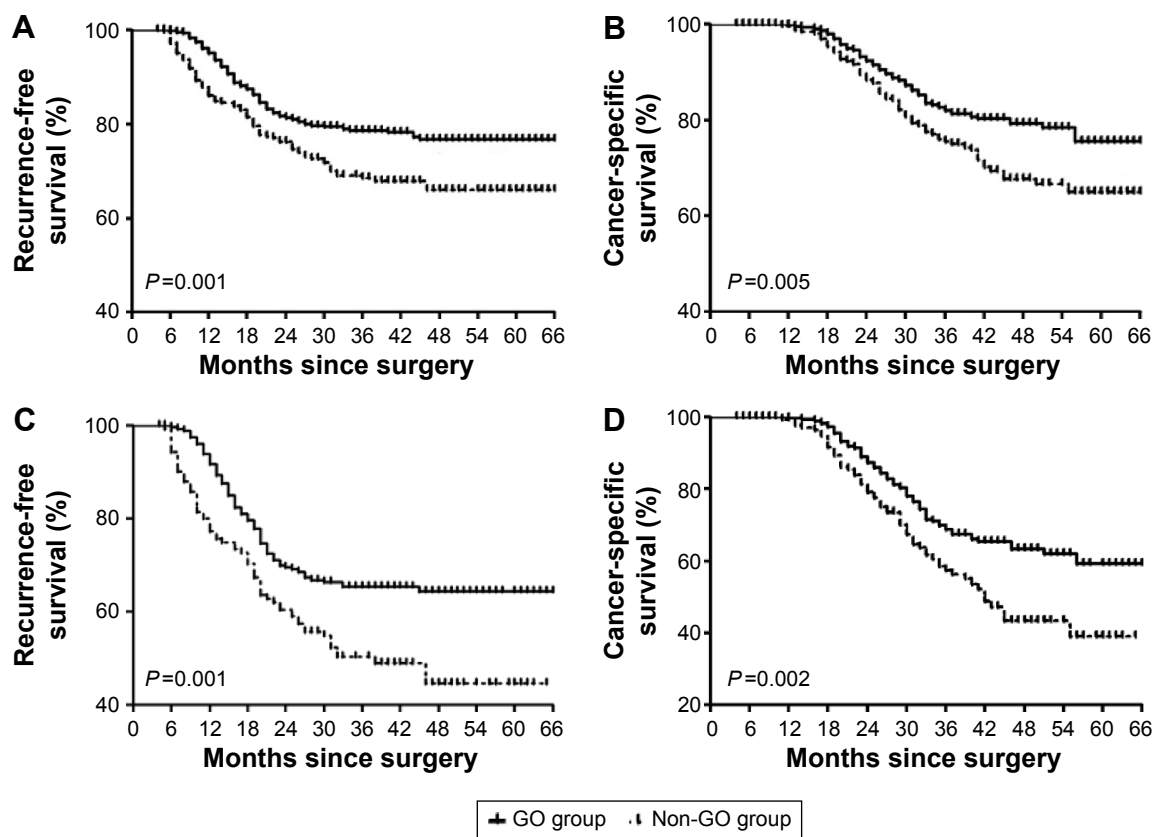 A
100
80
60
40
Recurrence-free
survival (%)
P=0.001
0 6 12 18 24 30 36 42 48 54 60 66
Months since surgery
B
100
80
60
40
Cancer-specific
survival (%)
P=0.005
0 6 12 18 24 30 36 42 48 54 60 66
Months since surgery
C
100
80
60
40
Recurrence-free
survival (%)
P=0.001
0 6 12 18 24 30 36 42 48 54 60 66
Months since surgery
D
100
80
60
40
20
Cancer-specific
survival (%)
P=0.002
0 6 12 18 24 30 36 42 48 54 60 66
Months since surgery
GO group Non-GO group